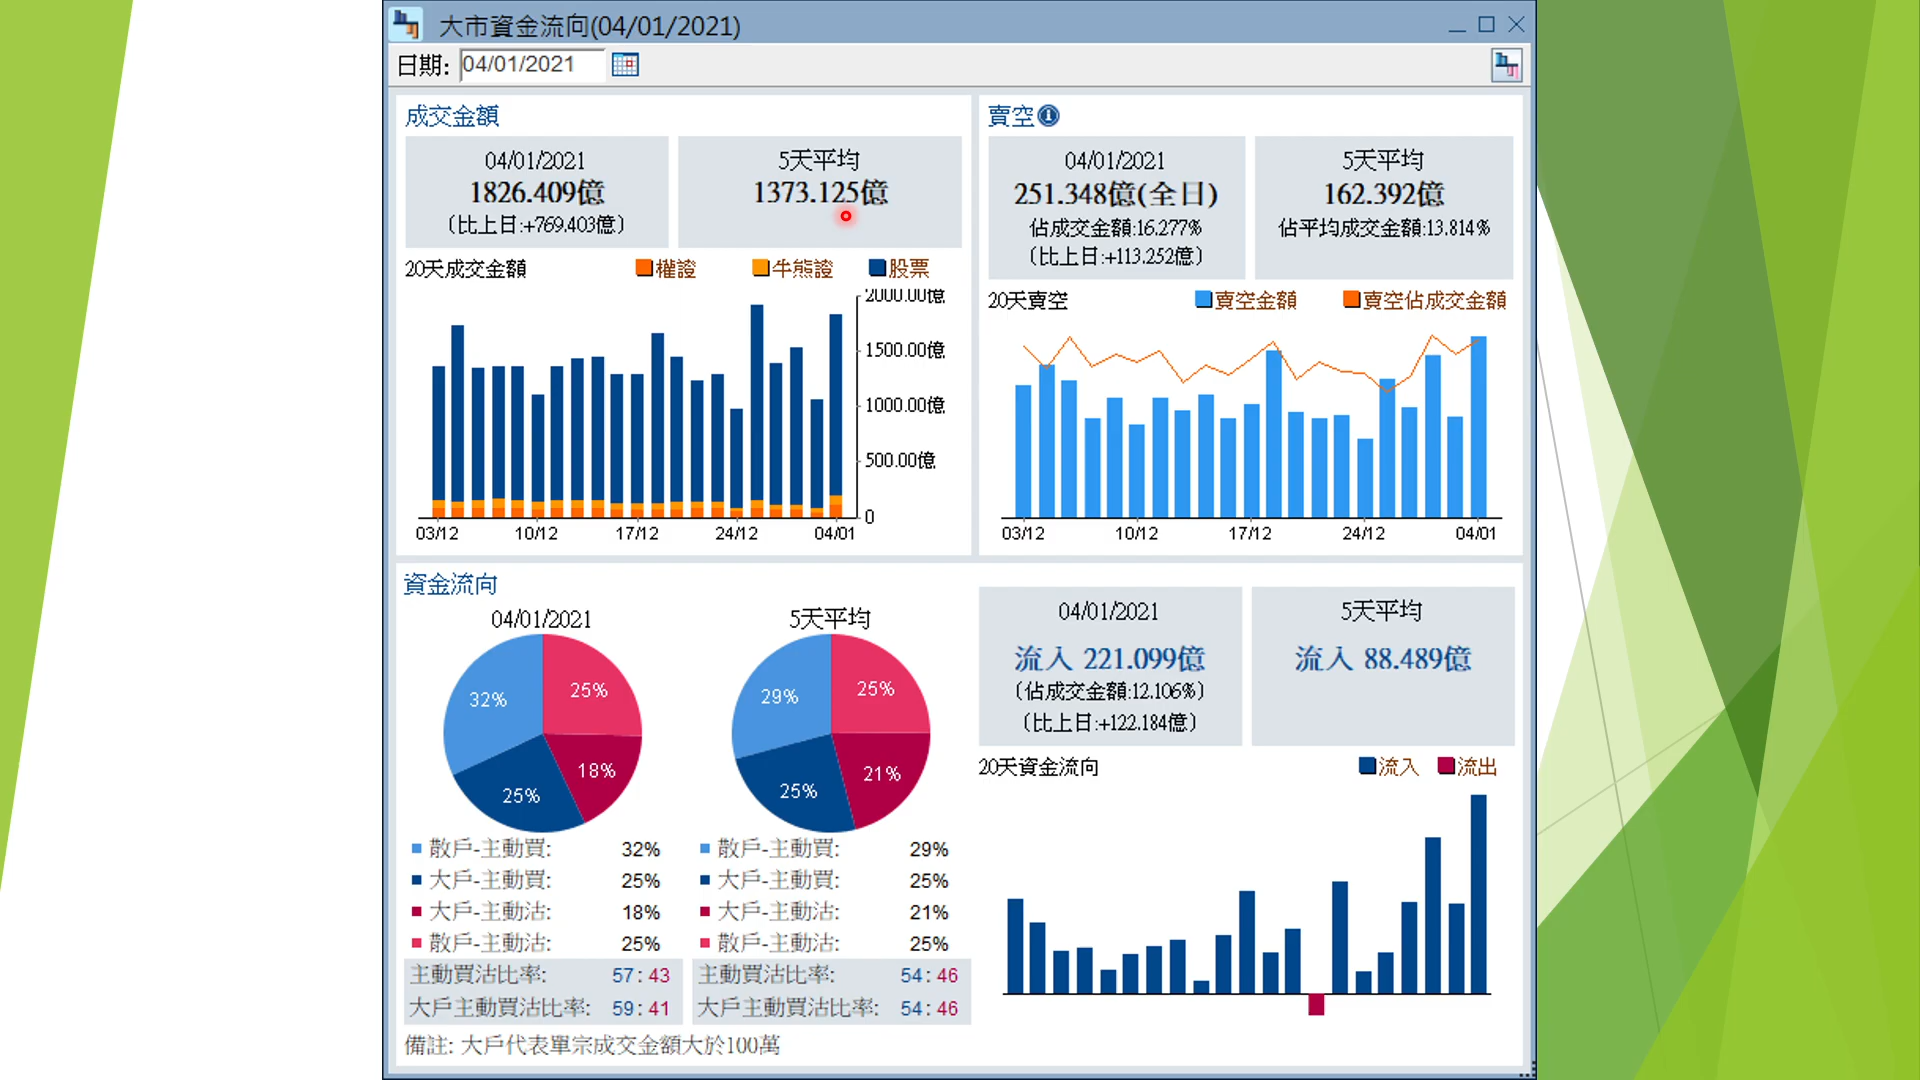 大市資金流向(04/01/2021)
日期: 04/01/2021
成交金額
04/01/2021
1826.409億
(比上日:+769.403億)
5天平均
1373.125億
20天成交金額
權證
牛熊證
股票
2000.00億
1500.00億
1000.00億
500.00億
0
03/12
10/12
17/12
24/12
04/01
賣空
04/01/2021
251.348億(全日)
佔成交金額:16.277%
(比上日:+113.252億)
5天平均
162.392億
佔平均成交金額:13.814%
20天賣空
賣空金額
賣空佔成交金額
03/12
10/12
17/12
24/12
04/01
資金流向
04/01/2021
32%
25%
25%
18%
散戶-主動買: 32%
大戶-主動買: 25%
大戶-主動沽: 18%
散戶-主動沽: 25%
主動買沽比率: 57:43
大戶主動買沽比率: 59:41
5天平均
29%
25%
25%
21%
散戶-主動買: 29%
大戶-主動買: 25%
大戶-主動沽: 21%
散戶-主動沽: 25%
主動買沽比率: 54:46
大戶主動買沽比率: 54:46
備註: 大戶代表單宗成交金額大於100萬
04/01/2021
流入 221.099億
(佔成交金額:12.106%)
(比上日:+122.184億)
5天平均
流入 88.489億
20天資金流向
流入
流出